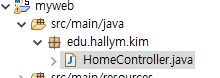 myweb
src/main/java
edu.hallym.kim
HomeController.java
src/main/resources